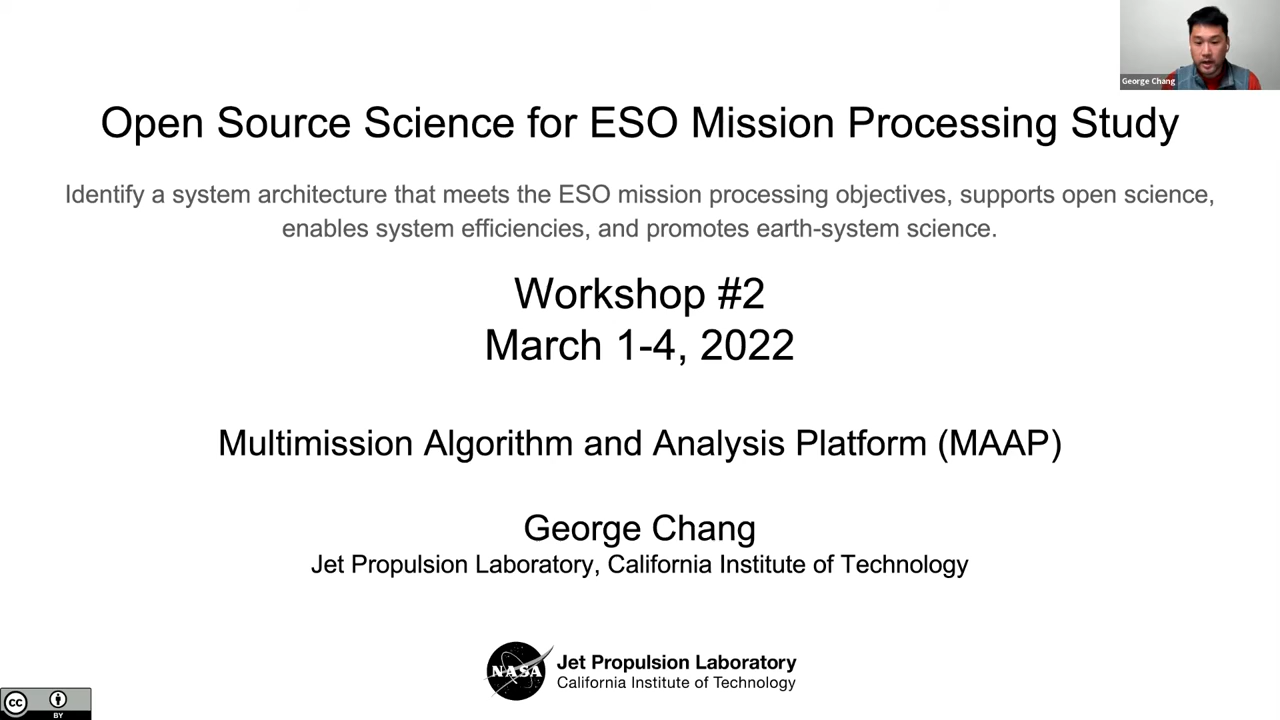 George Chang
Open Source Science for ESO Mission Processing Study
Identify a system architecture that meets the ESO mission processing objectives, supports open science,
enables system efficiencies, and promotes earth-system science.
Workshop #2
March 1-4, 2022
Multimission Algorithm and Analysis Platform (MAAP)
George Chang
Jet Propulsion Laboratory, California Institute of Technology
NASA
Jet Propulsion Laboratory
California Institute of Technology
cc
BY